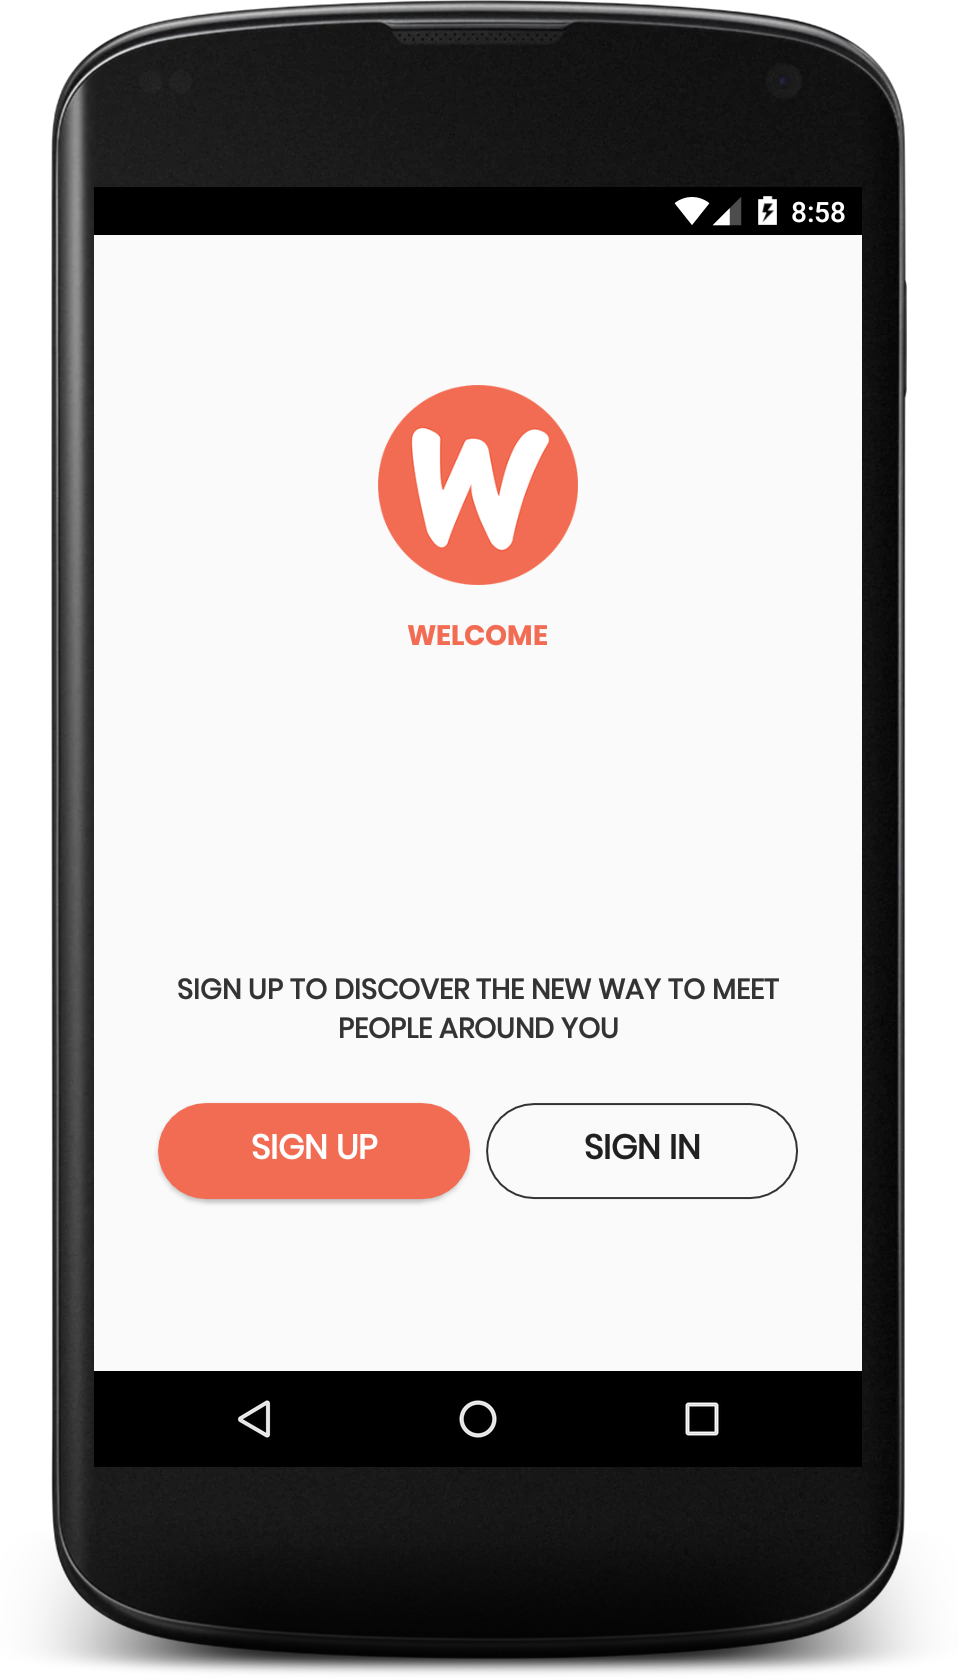 8:58
W
WELCOME
SIGN UP TO DISCOVER THE NEW WAY TO MEET
PEOPLE AROUND YOU
SIGN UP
SIGN IN